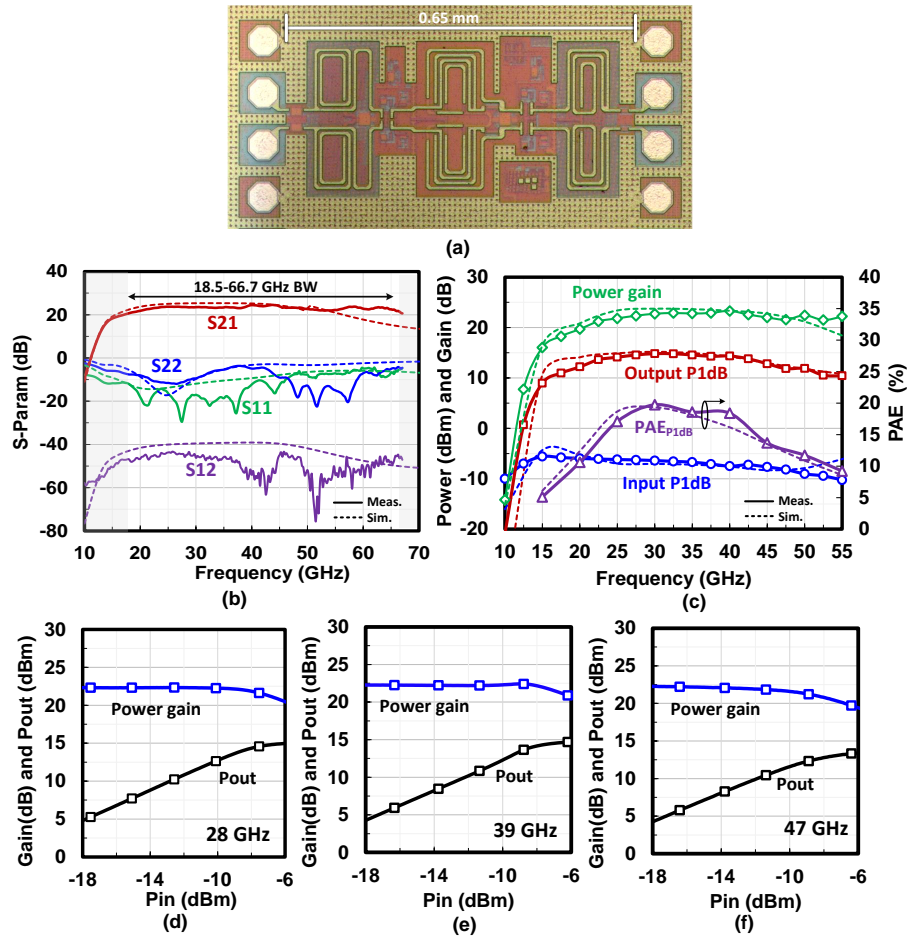 0.65 mm
(a)
40
20
0
-20
-40
-60
-80
S-Param (dB)
18.5-66.7 GHz BW
S21
S22
S11
S12
Meas.
Sim.
10 20 30 40 50 60 70
Frequency (GHz)
(b)
30
20
10
0
-10
-20
Power (dBm) and Gain (dB)
40
35
30
25
20
15
10
5
0
PAE (%)
Power gain
Output P1dB
PAEP1dB
Input P1dB
Meas.
Sim.
10 15 20 25 30 35 40 45 50 55
Frequency (GHz)
(c)
30
25
20
15
10
5
0
Gain(dB) and Pout (dBm)
Power gain
Pout
28 GHz
-18 -14 -10 -6
Pin (dBm)
(d)
30
25
20
15
10
5
0
Gain(dB) and Pout (dBm)
Power gain
Pout
39 GHz
-18 -14 -10 -6
Pin (dBm)
(e)
30
25
20
15
10
5
0
Gain(dB) and Pout (dBm)
Power gain
Pout
47 GHz
-18 -14 -10 -6
Pin (dBm)
(f)